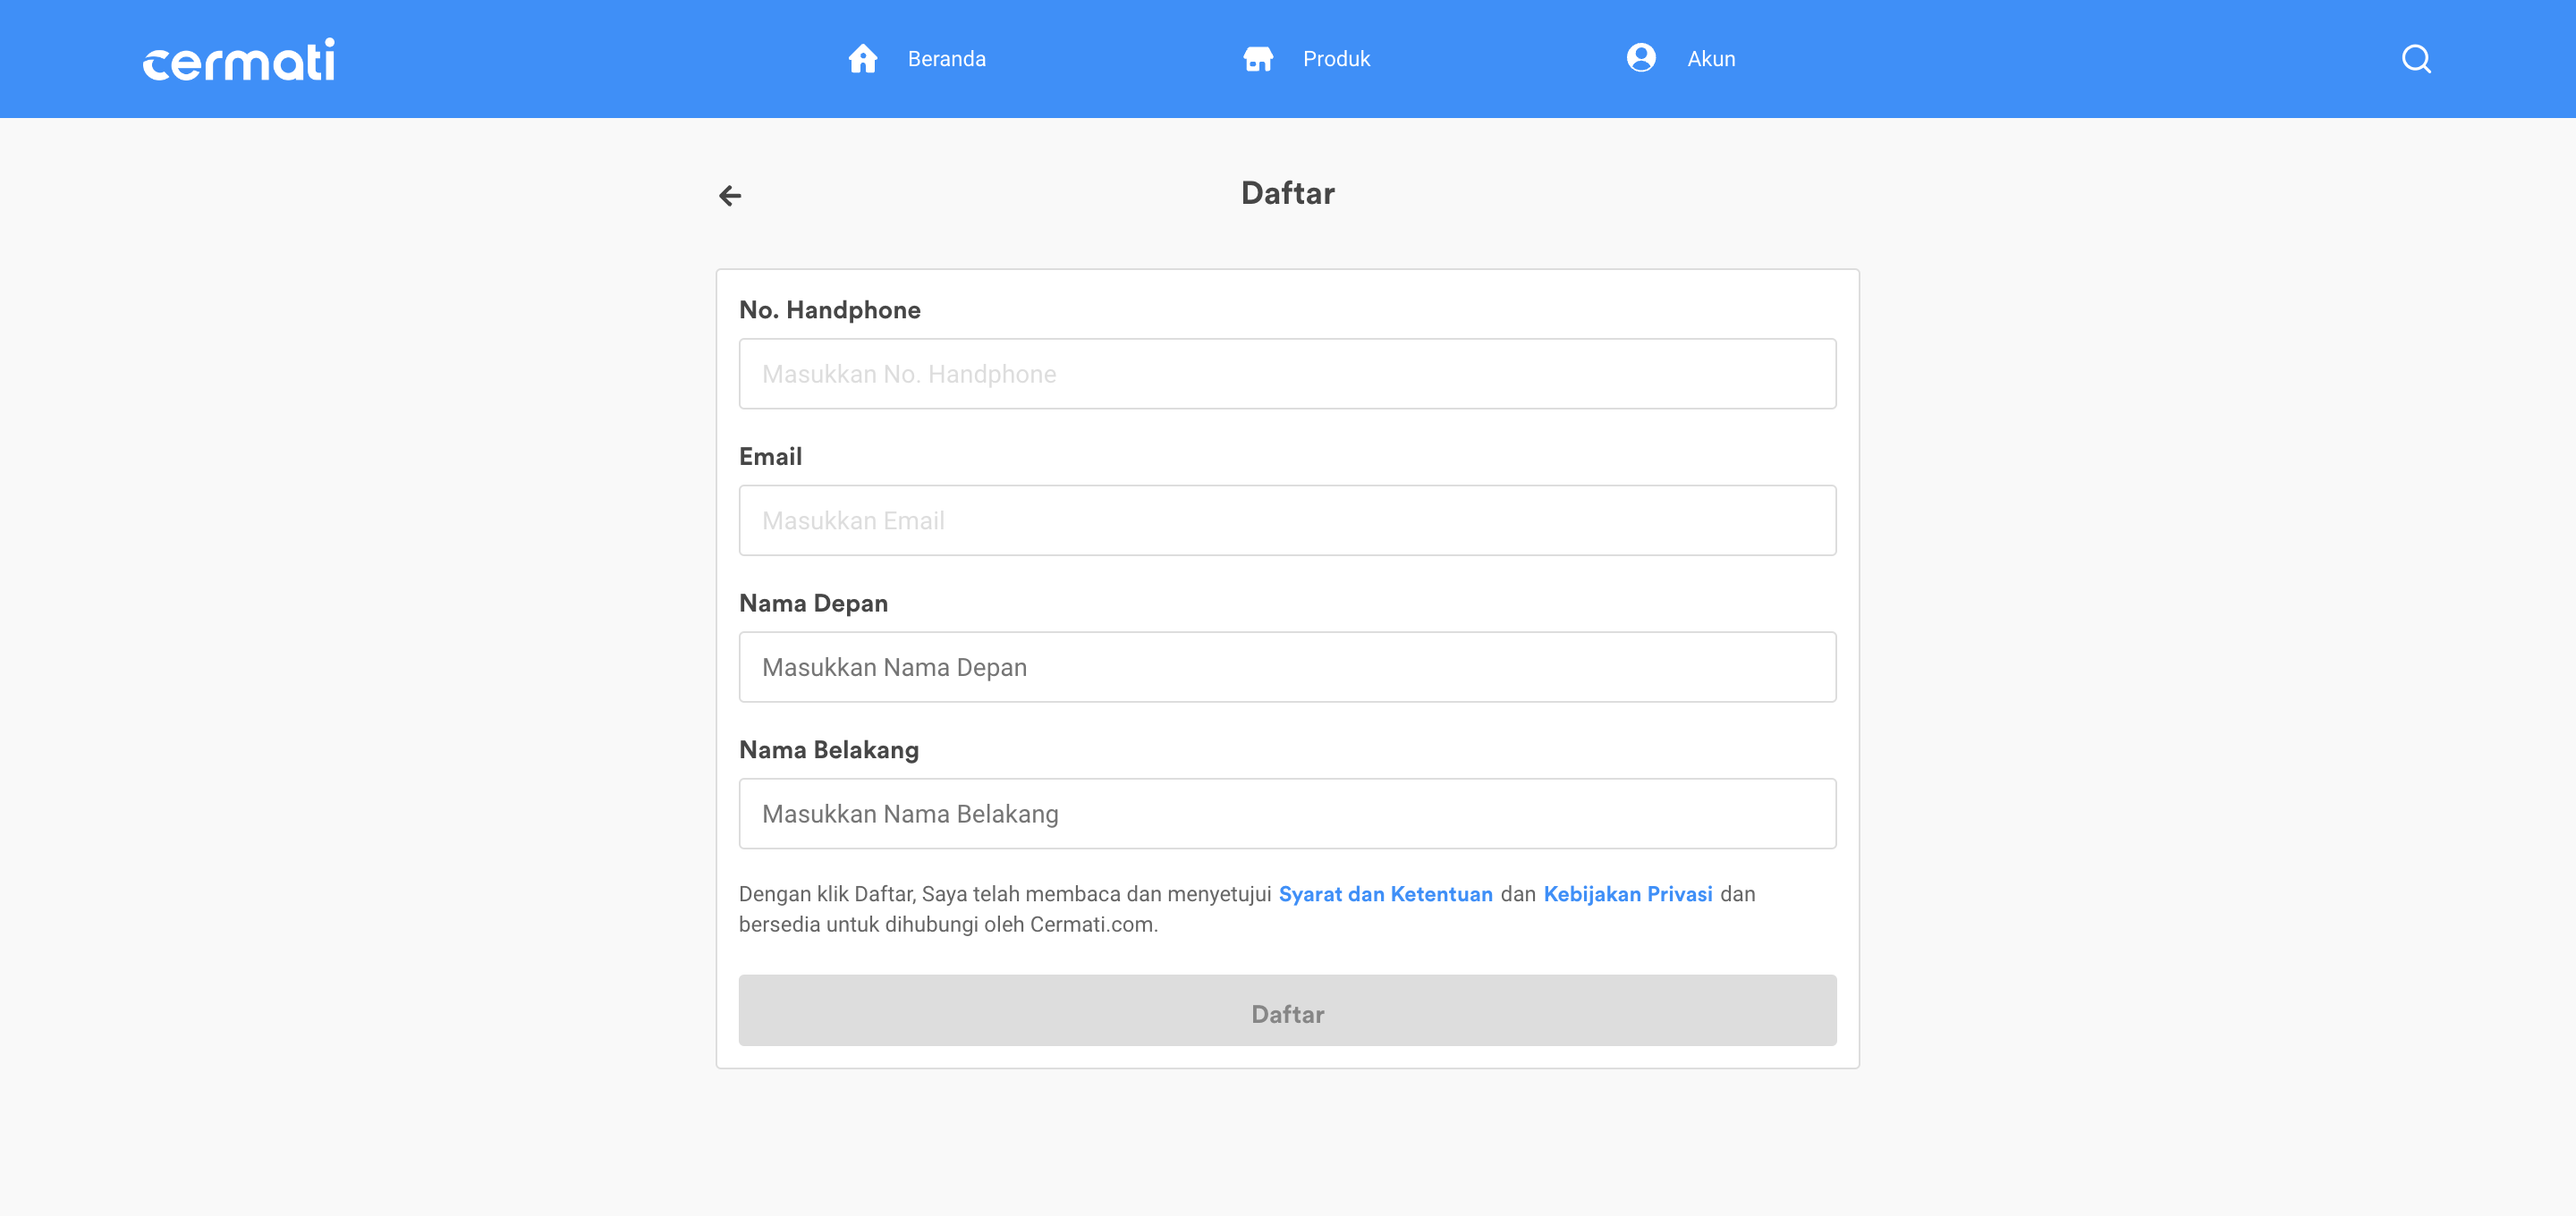 cermati
Beranda
Produk
Akun
Daftar
No. Handphone
Masukkan No. Handphone
Email
Masukkan Email
Nama Depan
Masukkan Nama Depan
Nama Belakang
Masukkan Nama Belakang
Dengan klik Daftar, Saya telah membaca dan menyetujui Syarat dan Ketentuan dan Kebijakan Privasi dan
bersedia untuk dihubungi oleh Cermati.com.
Daftar